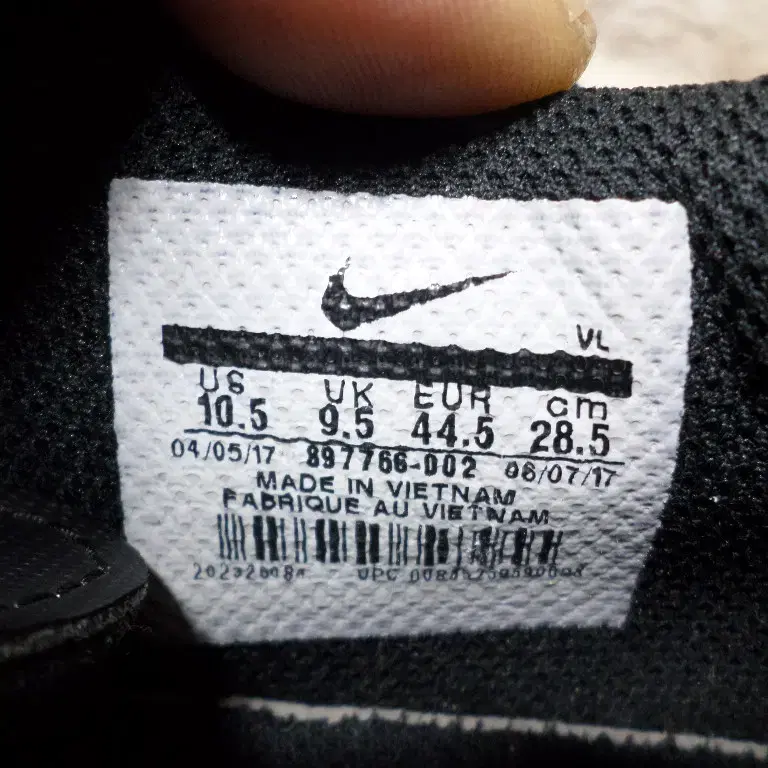 VL
US UK EUR cm
10.5 9.5 44.5 28.5
04/05/17 897766-002 06/07/17
MADE IN VIETNAM
FABRIQUE AU VIETNAM
UPC